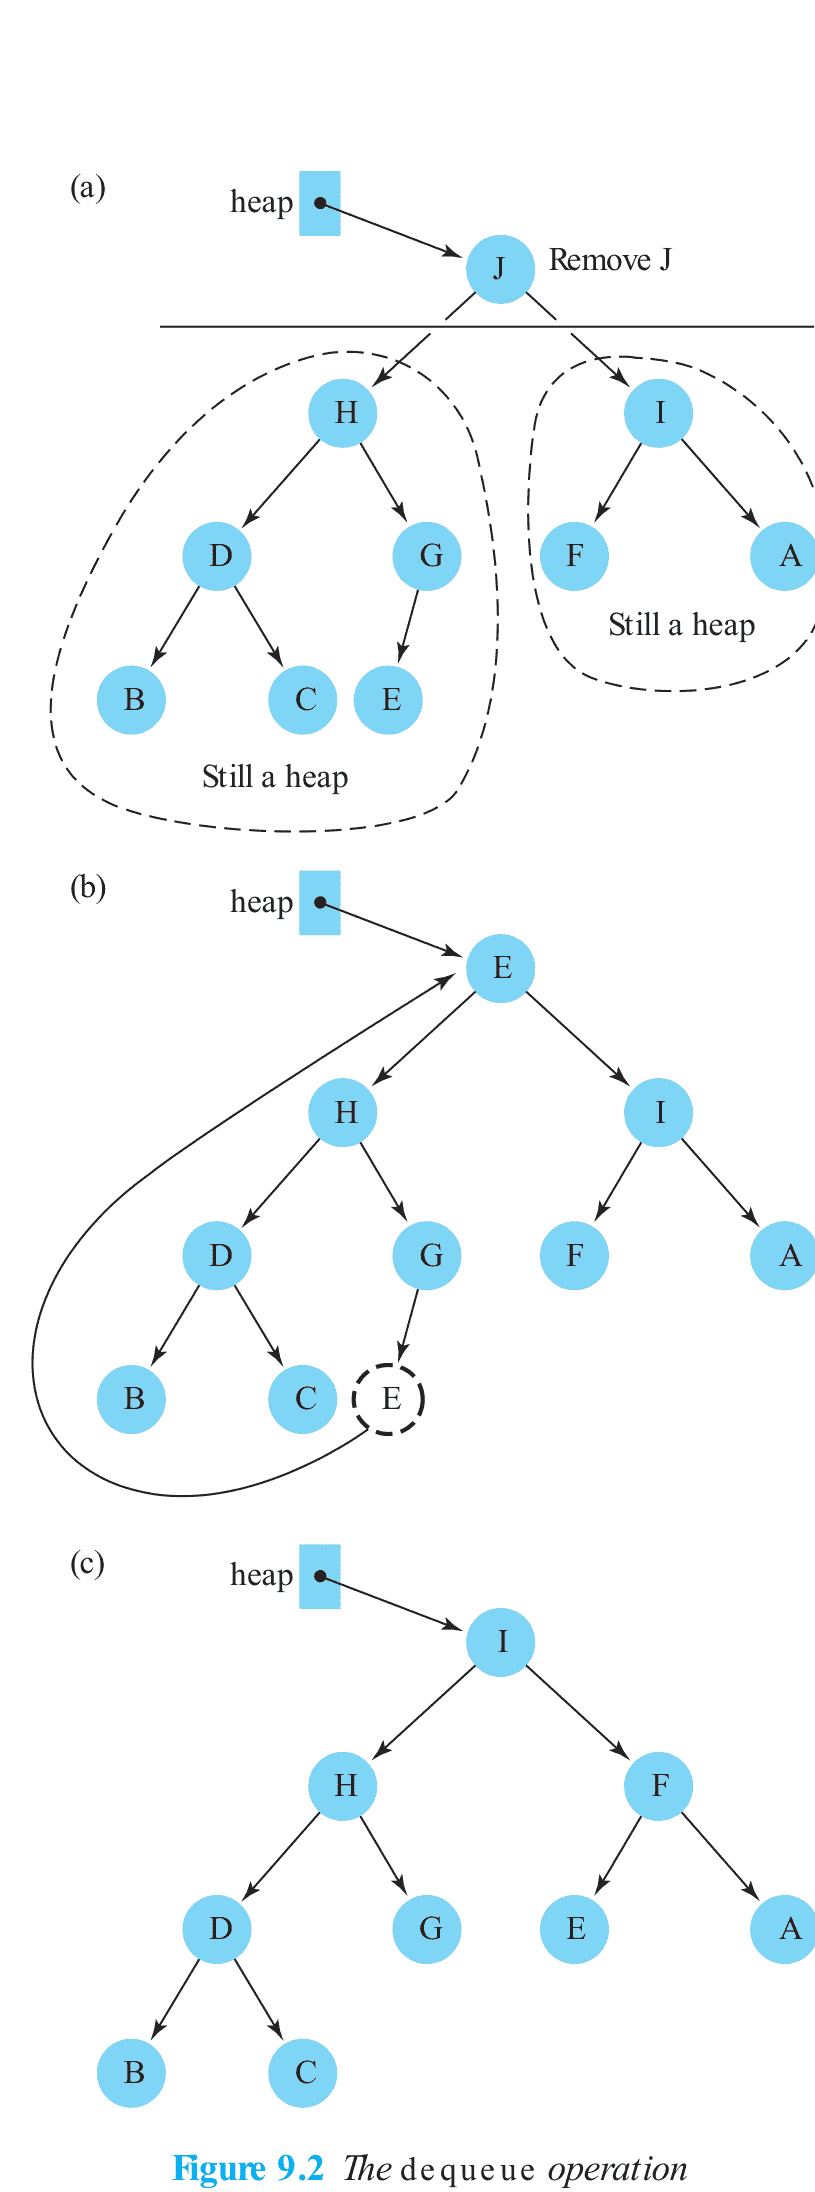 (a)
heap
J Remove J
H I
D G F A
Still a heap
B C E
Still a heap
(b)
heap
E
H I
D G F A
B C E
(c)
heap
I
H F
D G E A
B C
Figure 9.2 The dequeue operation